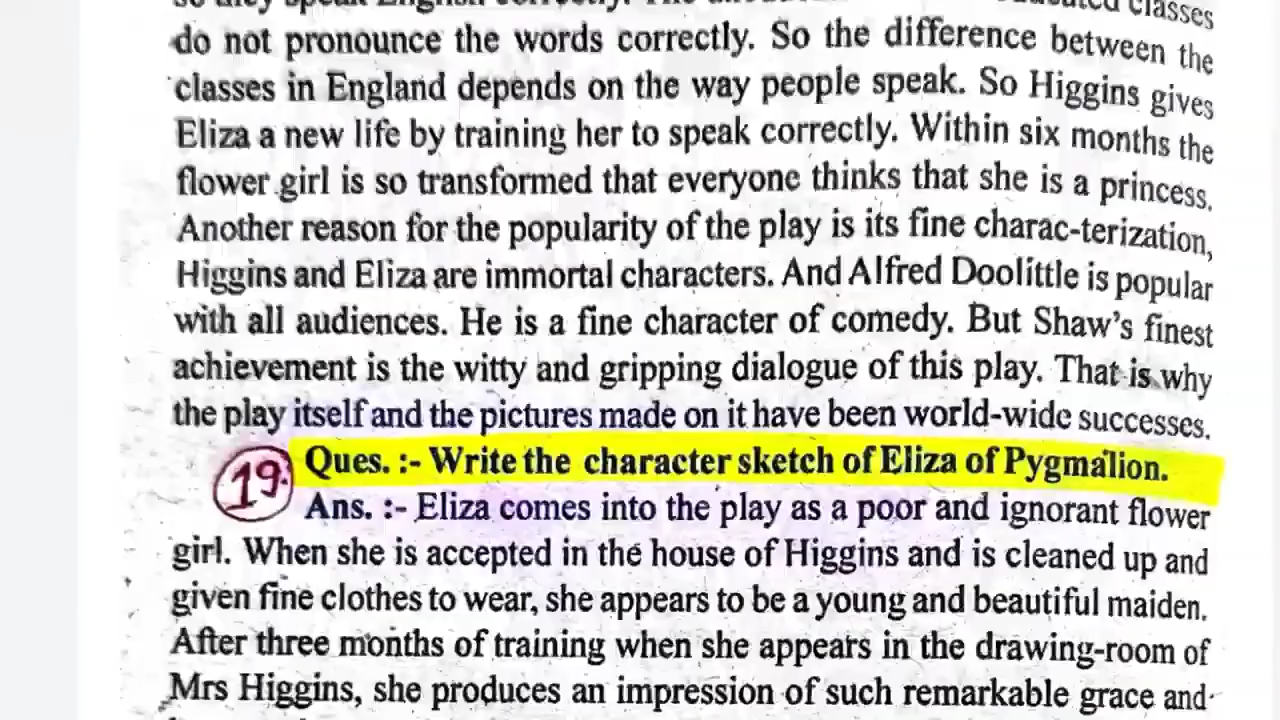 so they speak English correctly. The classes
do not pronounce the words correctly. So the difference between the
classes in England depends on the way people speak. So Higgins gives
Eliza a new life by training her to speak correctly. Within six months the
flower girl is so transformed that everyone thinks that she is a princess.
Another reason for the popularity of the play is its fine charac-terization,
Higgins and Eliza are immortal characters. And Alfred Doolittle is popular
with all audiences. He is a fine character of comedy. But Shaw's finest
achievement is the witty and gripping dialogue of this play. That is why
the play itself and the pictures made on it have been world-wide successes.
19. Ques. :- Write the character sketch of Eliza of Pygmalion.
Ans. :- Eliza comes into the play as a poor and ignorant flower
girl. When she is accepted in the house of Higgins and is cleaned up and
given fine clothes to wear, she appears to be a young and beautiful maiden.
After three months of training when she appears in the drawing-room of
Mrs Higgins, she produces an impression of such remarkable grace and